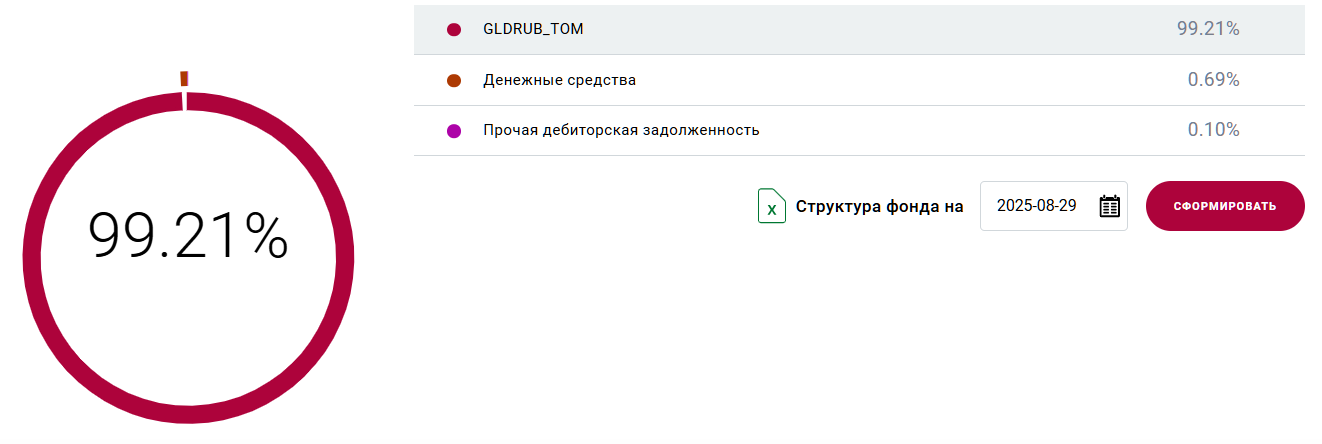 GLDRUB_TOM 99.21%
Денежные средства 0.69%
Прочая дебиторская задолженность 0.10%
99.21%
X Структура фонда на 2025-08-29 СФОРМИРОВАТЬ